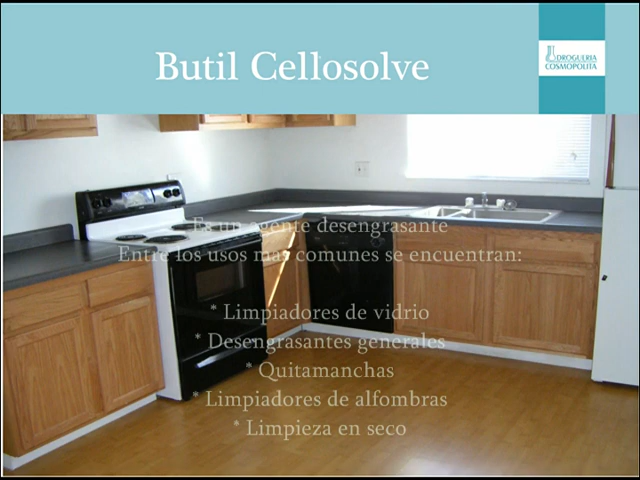 Butil Cellosolve
DROGUERIA
COSMOPOLITA
Es un agente desengrasante
Entre los usos mas comunes se encuentran:
* Limpiadores de vidrio
* Desengrasantes generales
* Quitamanchas
* Limpiadores de alfombras
* Limpieza en seco